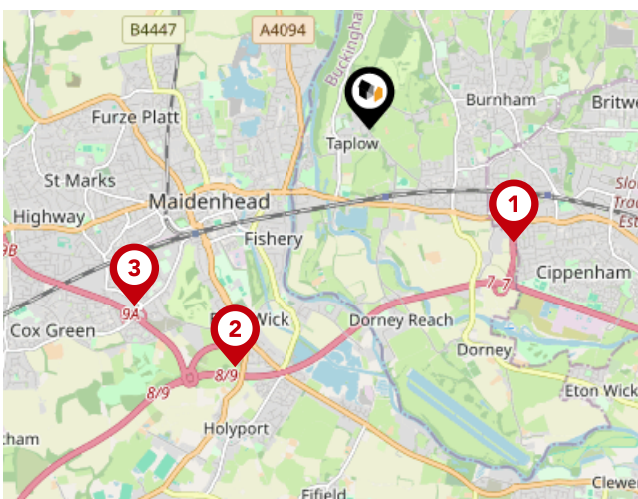 B4447
A4094
Buckingha
Burnham
Britw
Furze Platt
Taplow
St Marks
Slo
Tra
Est
Maidenhead
1
Highway
Fishery
9B
3
Cippenham
7
7
9A
2
Wick
Dorney Reach
Cox Green
Dorney
8/9
8/9
Eton Wick
Holyport
ham
Clewe
Fifield